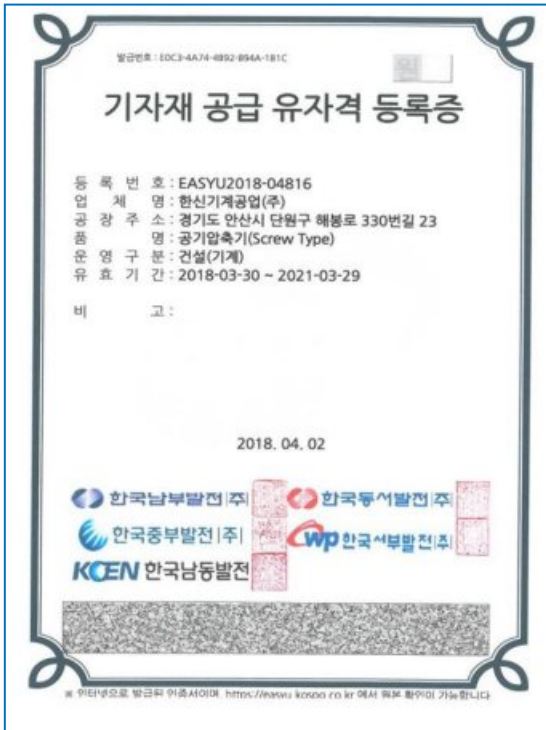 발급번호 : E0C3-4A74-4B92-894A-1B1C
원
기자재 공급 유자격 등록증
등 록 번 호 : EASYU2018-04816
업 체 명 : 한신기계공업(주)
공 장 주 소 : 경기도 안산시 단원구 해봉로 330번길 23
품 명 : 공기압축기(Screw Type)
운 영 구 분 : 건설(기계)
유 효 기 간 : 2018-03-30 ~ 2021-03-29
비 고 :
2018. 04. 02
한국남부발전|주| 한국동서발전|주|
한국중부발전|주| wp 한국서부발전|주|
KOEN 한국남동발전
※ 인터넷으로 발급된 인증서이며, https://easyu.kospo.co.kr 에서 원본 확인이 가능합니다